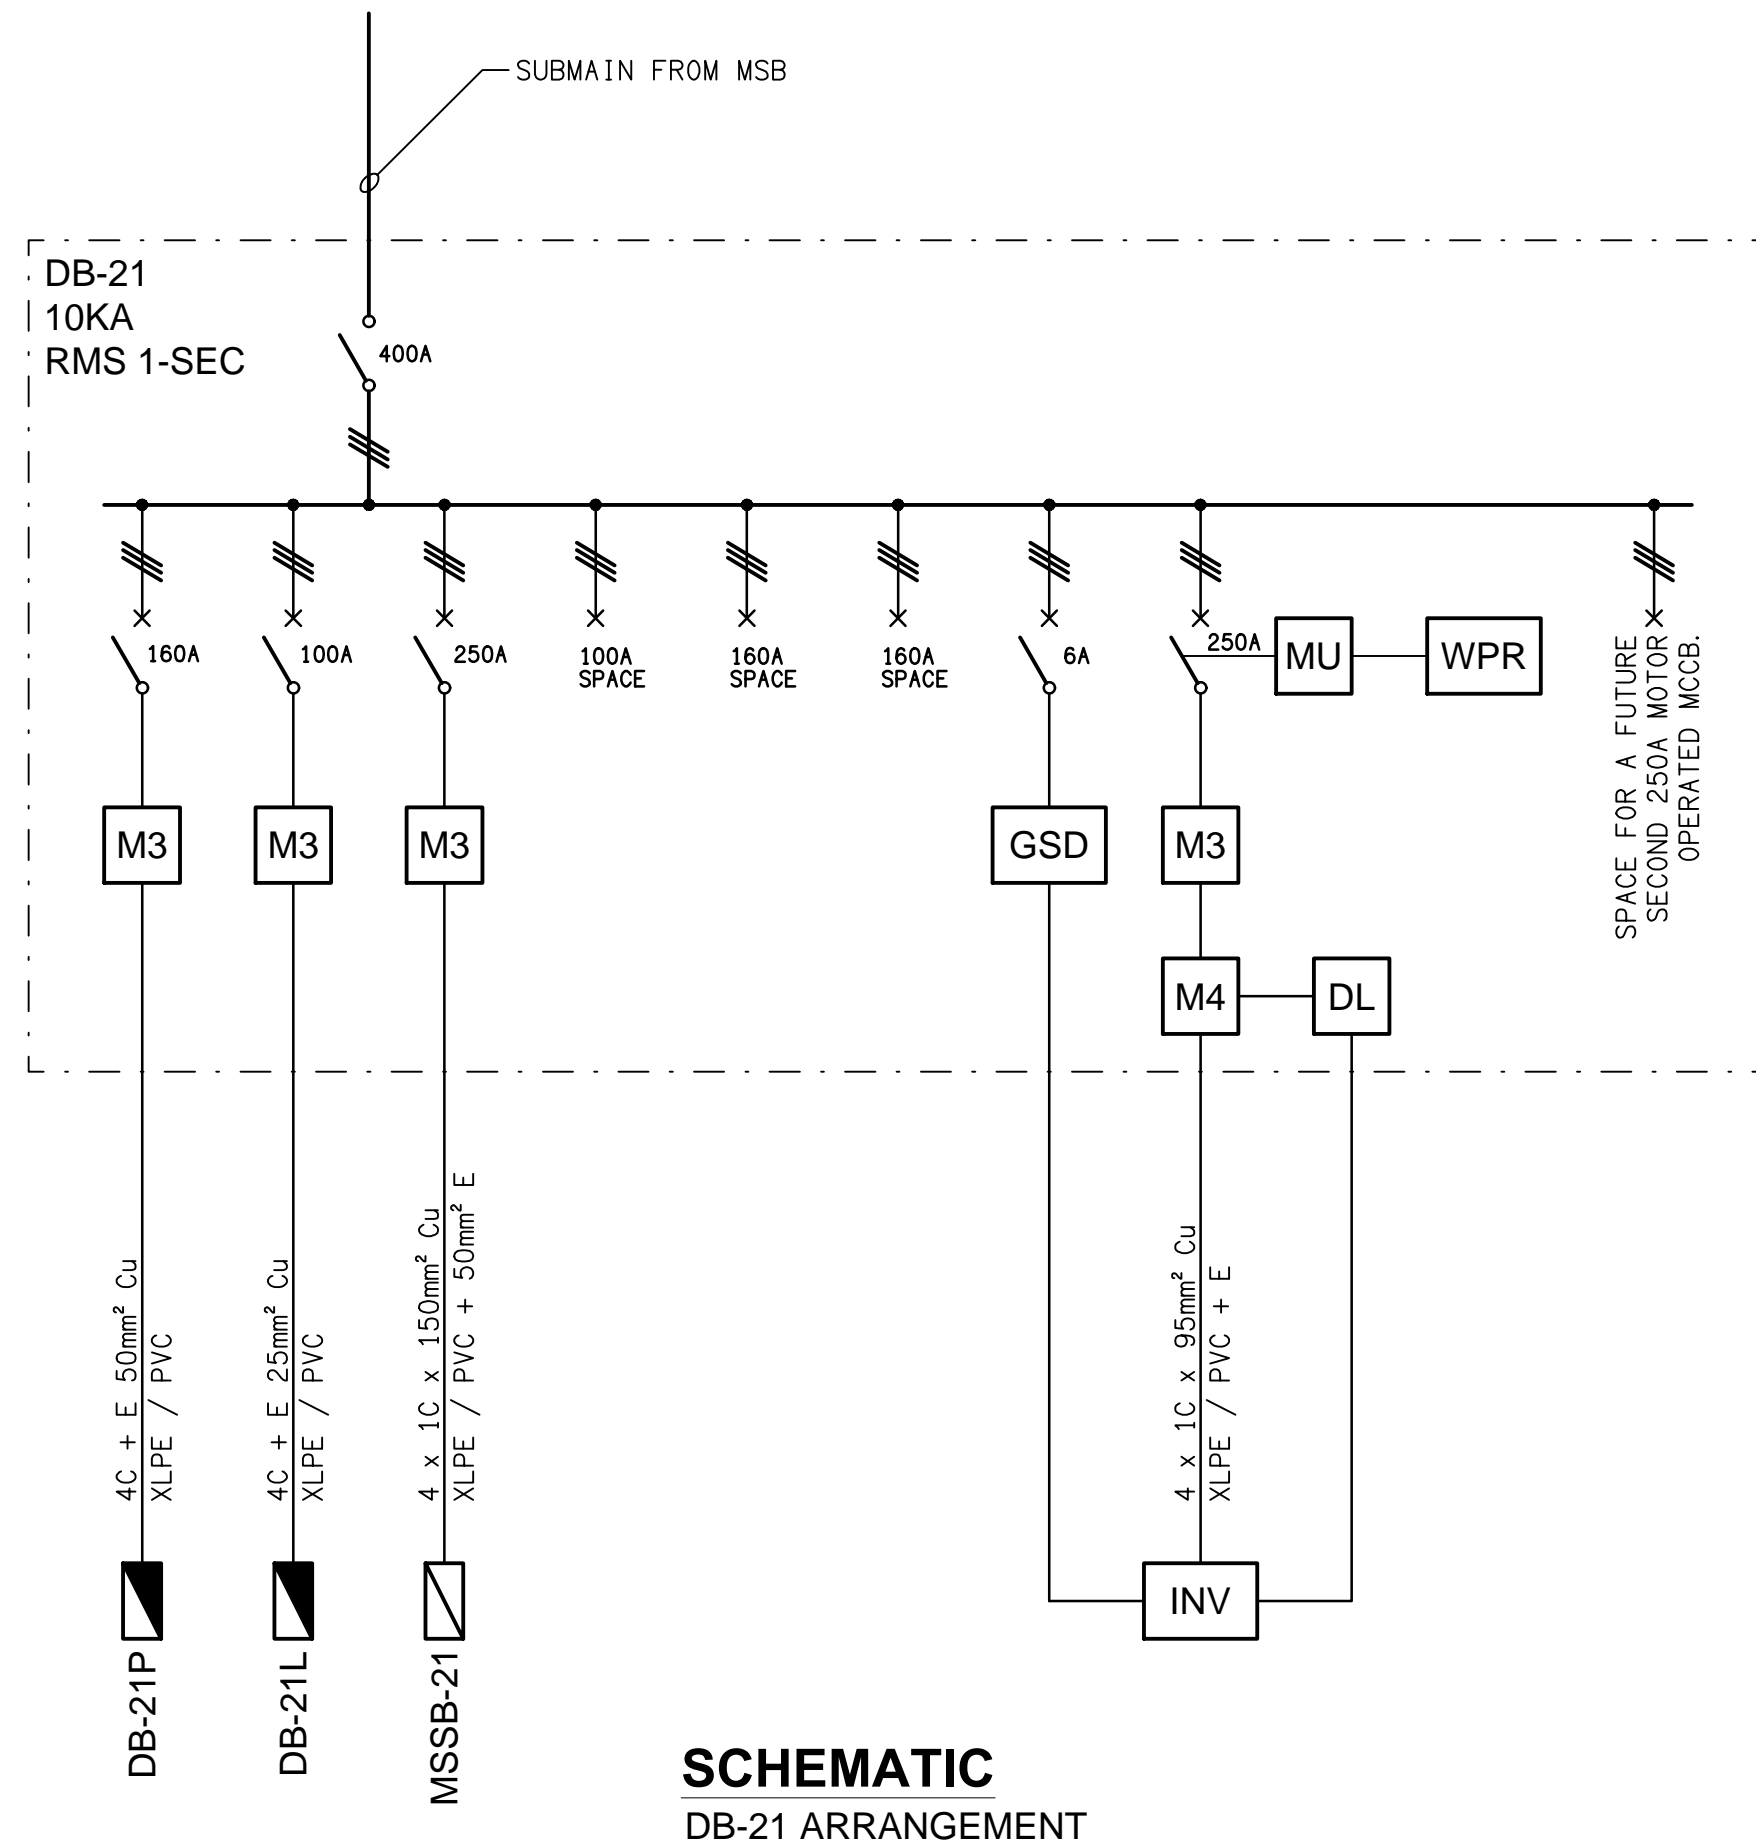 SUBMAIN FROM MSB
DB-21
10KA
RMS 1-SEC
400A
160A
100A
250A
100A
SPACE
160A
SPACE
160A
SPACE
6A
250A
MU
WPR
SPACE FOR A FUTURE
SECOND 250A MOTOR
OPERATED MCCB.
M3
M3
M3
GSD
M3
M4
DL
4C + E 50mm² Cu
XLPE / PVC
4C + E 25mm² Cu
XLPE / PVC
4 x 1C x 150mm² Cu
XLPE / PVC + 50mm² E
4 x 1C x 95mm² Cu
XLPE / PVC + E
INV
DB-21P
DB-21L
MSSB-21
SCHEMATIC
DB-21 ARRANGEMENT